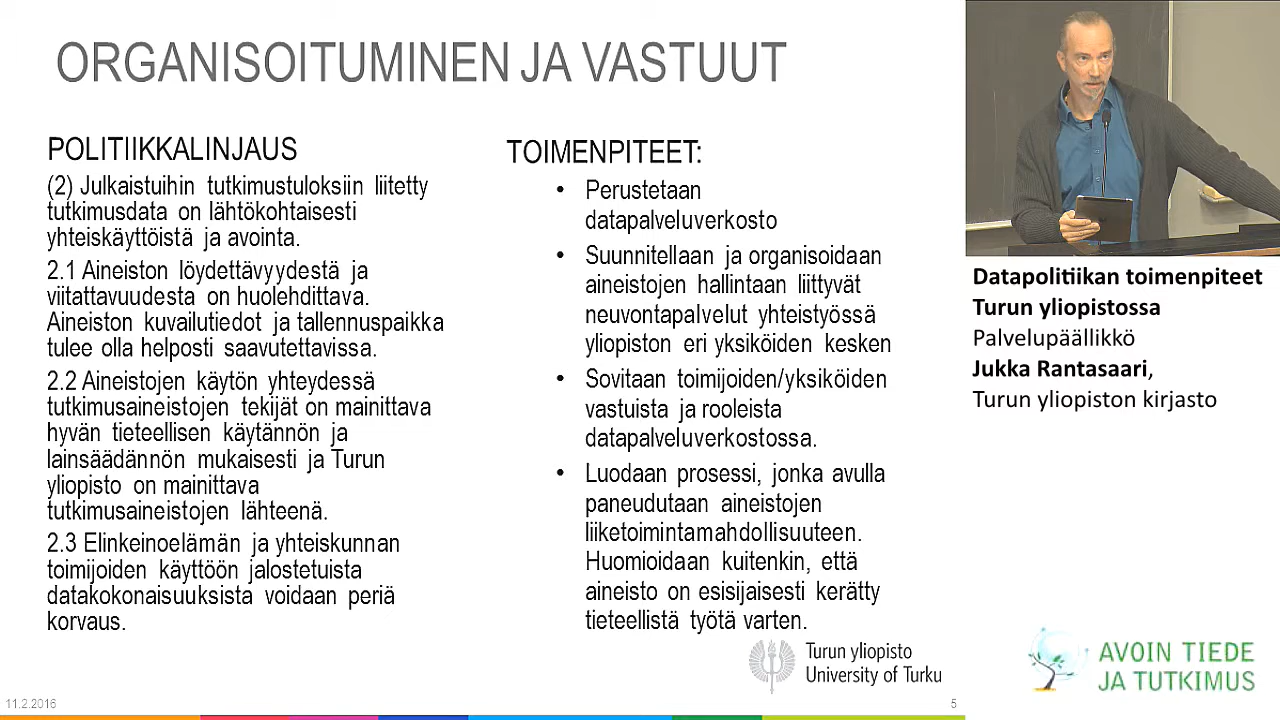 ORGANISOITUMINEN JA VASTUUT
POLITIIKKALINJAUS
(2) Julkaistuihin tutkimustuloksiin liitetty
tutkimusdata on lähtökohtaisesti
yhteiskäyttöistä ja avointa.
2.1 Aineiston löydettävyydestä ja
viitattavuudesta on huolehdittava.
Aineiston kuvailutiedot ja tallennuspaikka
tulee olla helposti saavutettavissa.
2.2 Aineistojen käytön yhteydessä
tutkimusaineistojen tekijät on mainittava
hyvän tieteellisen käytännön ja
lainsäädännön mukaisesti ja Turun
yliopisto on mainittava
tutkimusaineistojen lähteenä.
2.3 Elinkeinoelämän ja yhteiskunnan
toimijoiden käyttöön jalostetuista
datakokonaisuuksista voidaan periä
korvaus.
TOIMENPITEET:
• Perustetaan
datapalveluverkosto
• Suunnitellaan ja organisoidaan
aineistojen hallintaan liittyvät
neuvontapalvelut yhteistyössä
yliopiston eri yksiköiden kesken
• Sovitaan toimijoiden/yksiköiden
vastuista ja rooleista
datapalveluverkostossa.
• Luodaan prosessi, jonka avulla
paneudutaan aineistojen
liiketoimintamahdollisuuteen.
Huomioidaan kuitenkin, että
aineisto on esisijaisesti kerätty
tieteellistä työtä varten.
Turun yliopisto
University of Turku
11.2.2016
5
Datapolitiikan toimenpiteet
Turun yliopistossa
Palvelupäällikkö
Jukka Rantasaari,
Turun yliopiston kirjasto
AVOIN TIEDE
JA TUTKIMUS